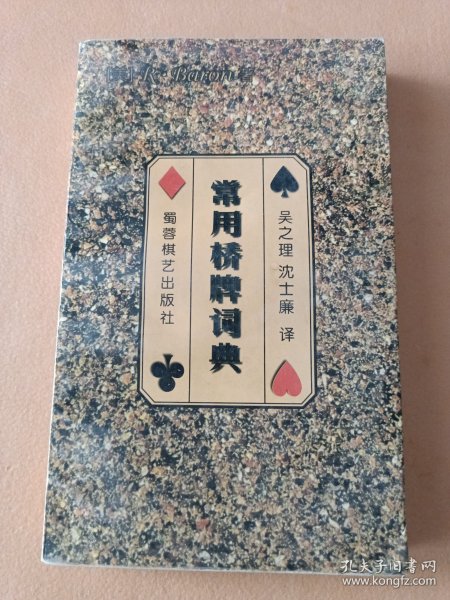 [美] R·Baron 著
常用桥牌词典
吴之理 沈士廉 译
蜀蓉棋艺出版社
孔夫子旧书网
www.kongfz.com